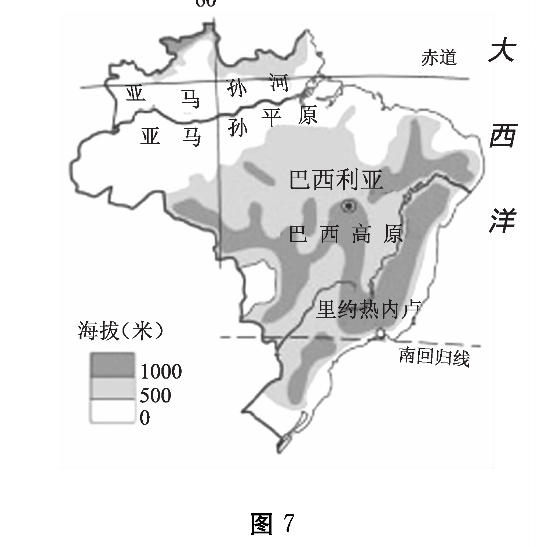 60
赤道
大
西
洋
亚马孙河
亚马孙平原
巴西利亚
巴西高原
里约热内卢
南回归线
海拔(米)
1000
500
0
图 7